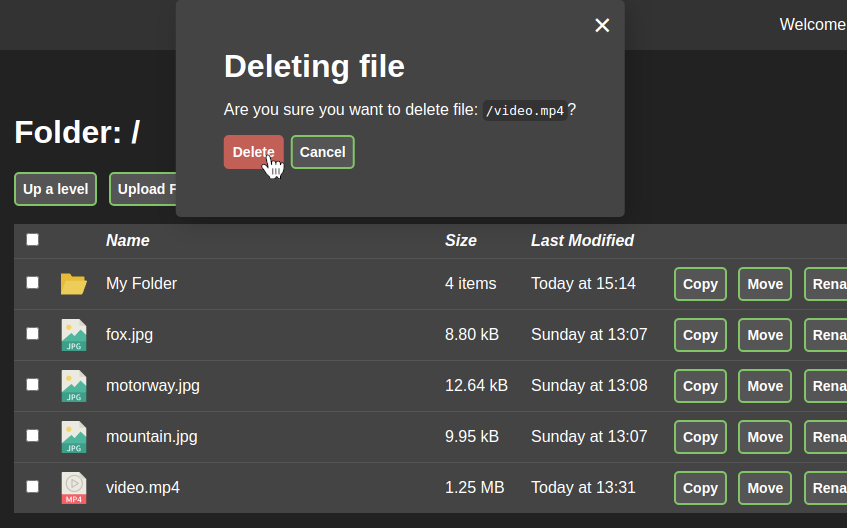 Welcome
✕
Deleting file
Are you sure you want to delete file: /video.mp4?
Delete Cancel
Folder: /
Up a level Upload F
Name Size Last Modified
My Folder 4 items Today at 15:14 Copy Move Rena
JPG fox.jpg 8.80 kB Sunday at 13:07 Copy Move Rena
JPG motorway.jpg 12.64 kB Sunday at 13:08 Copy Move Rena
JPG mountain.jpg 9.95 kB Sunday at 13:07 Copy Move Rena
MP4 video.mp4 1.25 MB Today at 13:31 Copy Move Rena